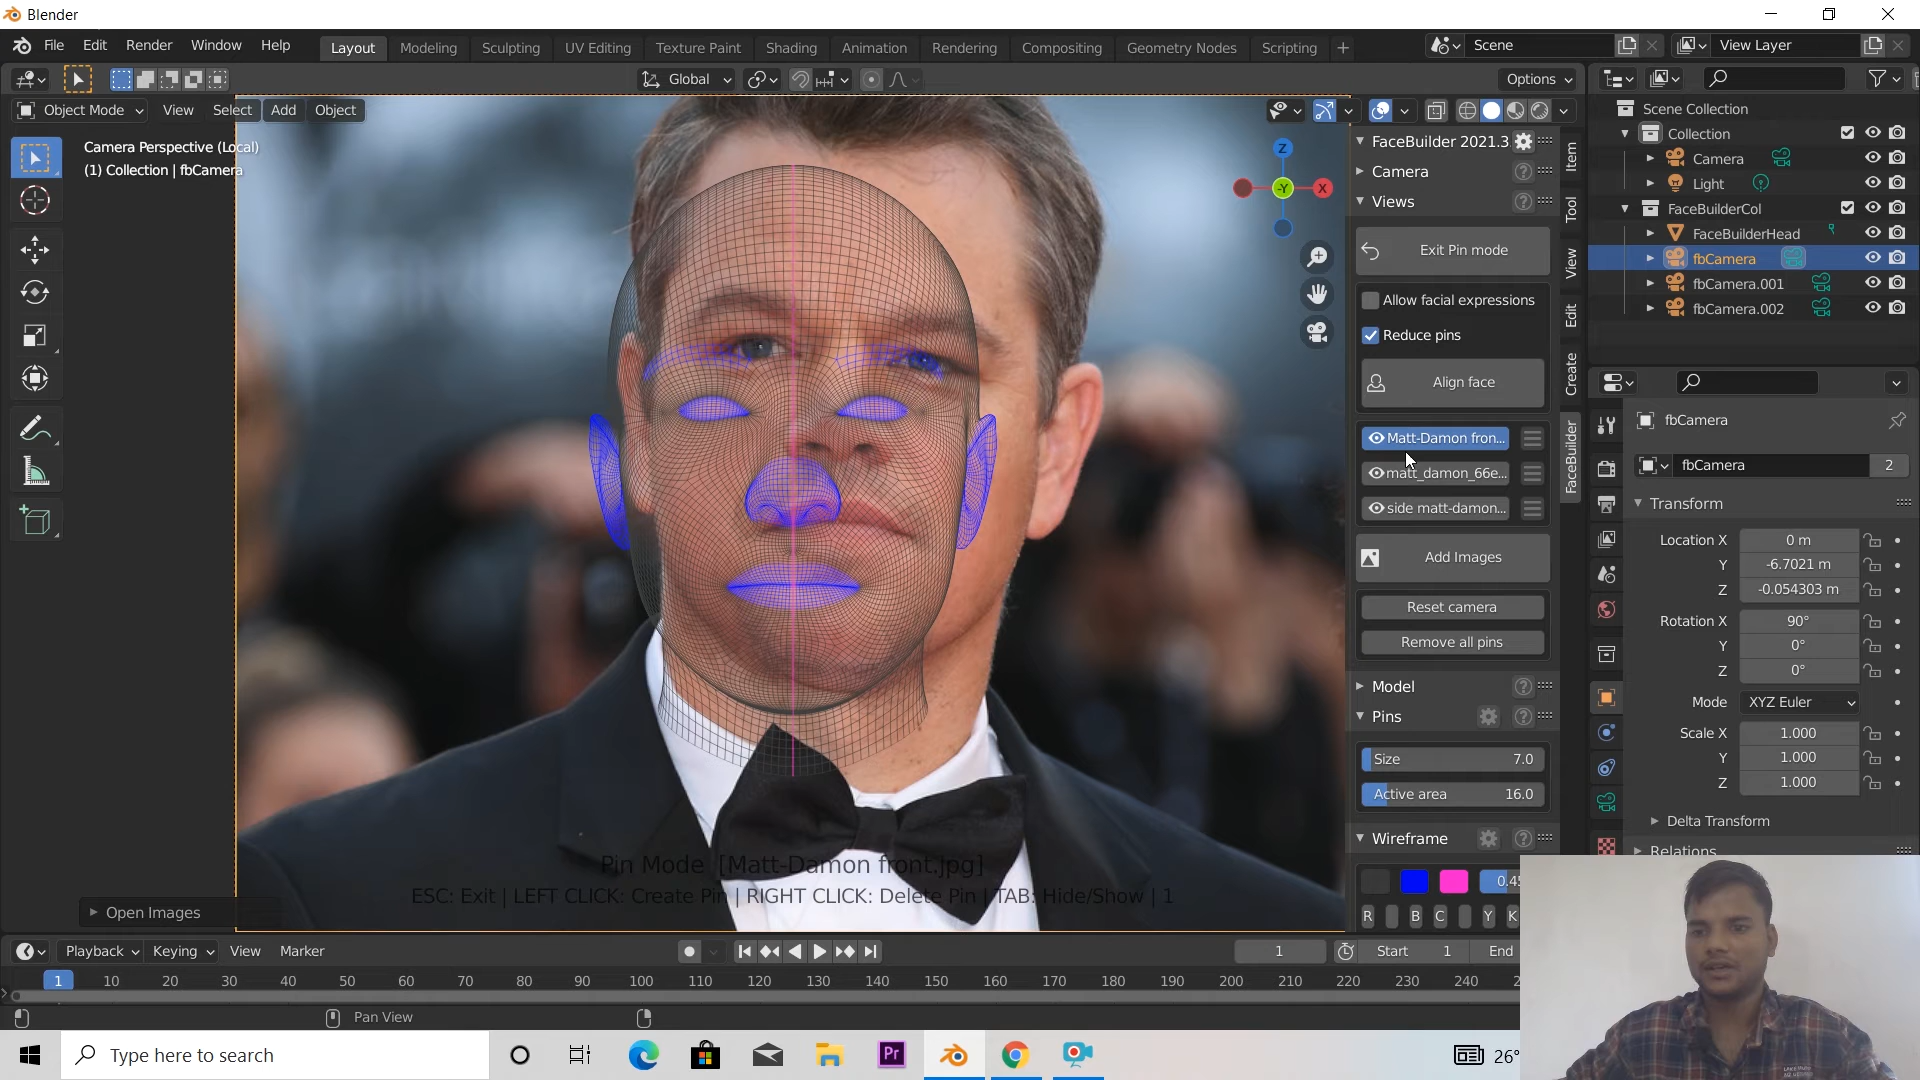 Blender
File Edit Render Window Help
Layout Modeling Sculpting UV Editing Texture Paint Shading Animation Rendering Compositing Geometry Nodes Scripting +
Scene
View Layer
Global
Options
Object Mode View Select Add Object
Camera Perspective (Local)
(1) Collection | fbCamera
Z
-Y
X
FaceBuilder 2021.3
Camera
Views
Exit Pin mode
Allow facial expressions
Reduce pins
Align face
Matt-Damon fron...
matt_damon_66e...
side matt-damon...
Add Images
Reset camera
Remove all pins
Model
Pins
Size 7.0
Active area 16.0
Wireframe
0.45
R B C Y K
Item
Tool
View
Edit
Create
FaceBuilder
Scene Collection
Collection
Camera
Light
FaceBuilderCol
FaceBuilderHead
fbCamera
fbCamera.001
fbCamera.002
fbCamera
fbCamera 2
Transform
Location X 0 m
Y -6.7021 m
Z -0.054303 m
Rotation X 90°
Y 0°
Z 0°
Mode XYZ Euler
Scale X 1.000
Y 1.000
Z 1.000
Delta Transform
Relations
Pin Mode [Matt-Damon front.jpg]
ESC: Exit | LEFT CLICK: Create Pin | RIGHT CLICK: Delete Pin | TAB: Hide/Show | 1
Open Images
Playback Keying View Marker
1 Start 1 End
1 10 20 30 40 50 60 70 80 90 100 110 120 130 140 150 160 170 180 190 200 210 220 230 240
Pan View
Type here to search
Pr
26°